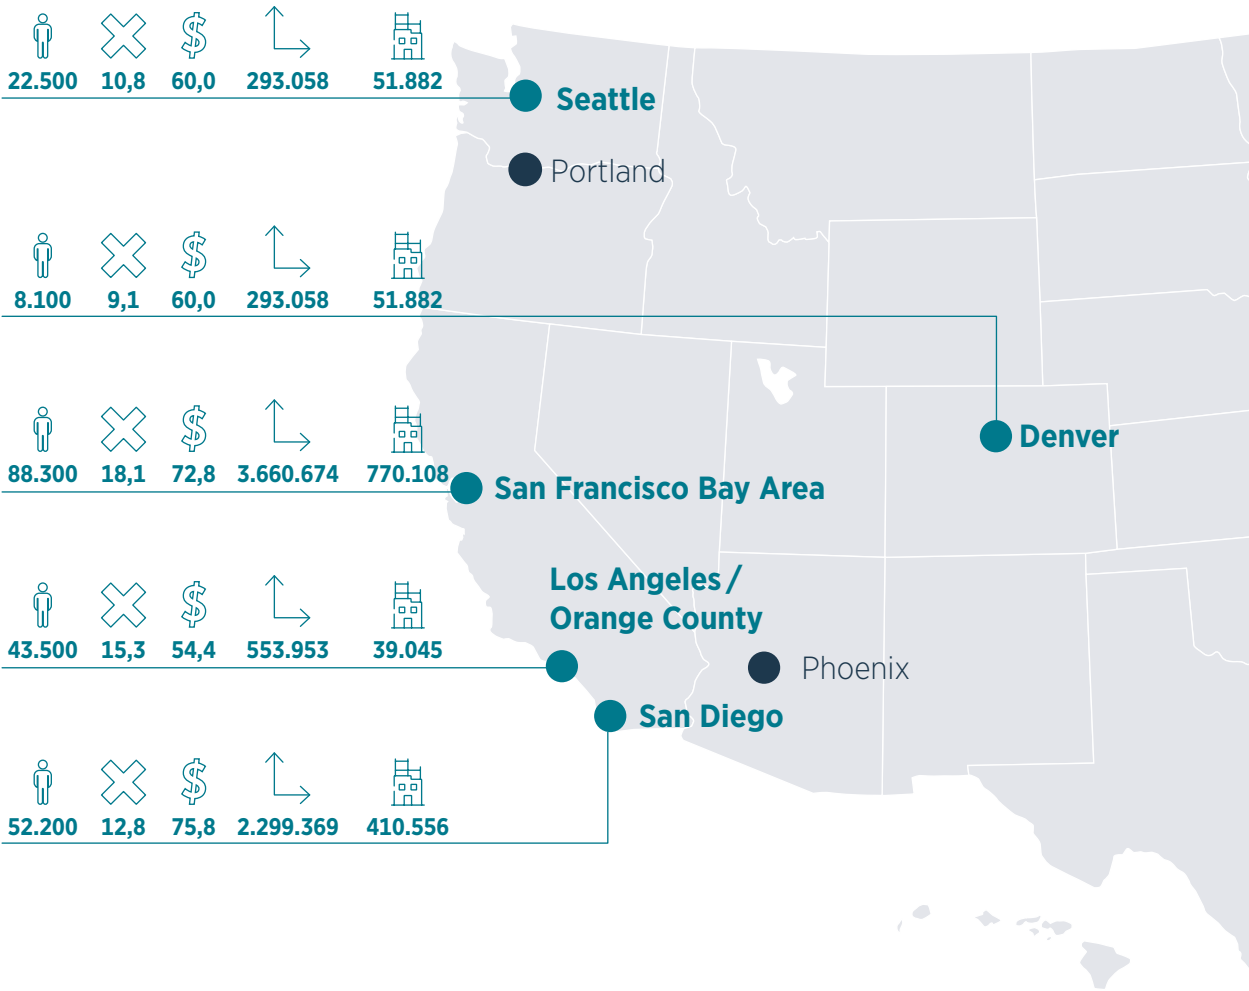 22.500 10,8 60,0 293.058 51.882
Seattle
Portland
8.100 9,1 60,0 293.058 51.882
Denver
88.300 18,1 72,8 3.660.674 770.108
San Francisco Bay Area
Los Angeles /
Orange County
43.500 15,3 54,4 553.953 39.045
Phoenix
San Diego
52.200 12,8 75,8 2.299.369 410.556